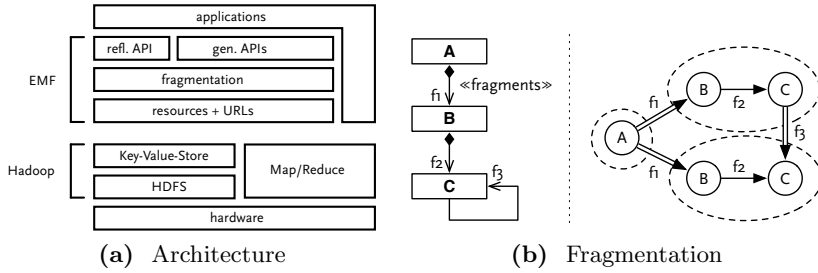 applications
refl. API
gen. APIs
EMF
fragmentation
resources + URLs
Hadoop
Key-Value-Store
Map/Reduce
HDFS
hardware
(a) Architecture
A
«fragments»
f1
B
f2
f3
C
A
B
C
f1
f2
f3
f1
B
C
f2
(b) Fragmentation